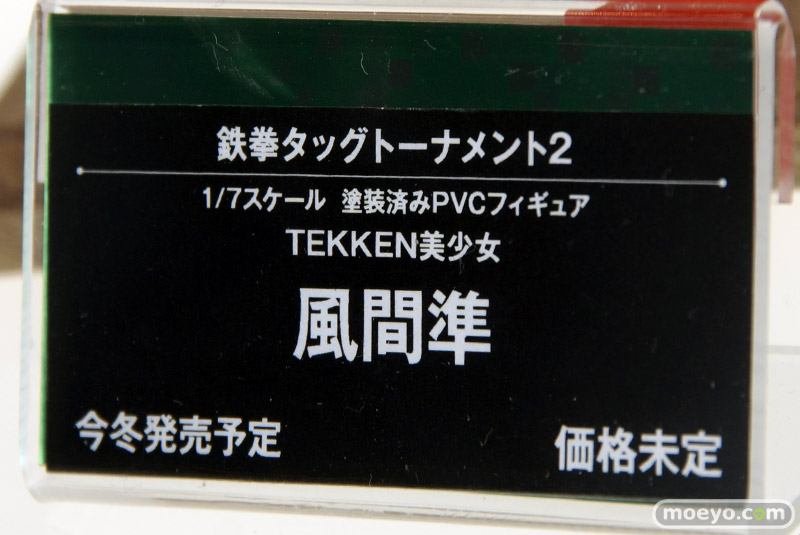 鉄拳タッグトーナメント2
1/7スケール 塗装済みPVCフィギュア
TEKKEN美少女
風間準
今冬発売予定
価格未定
moeyo.com